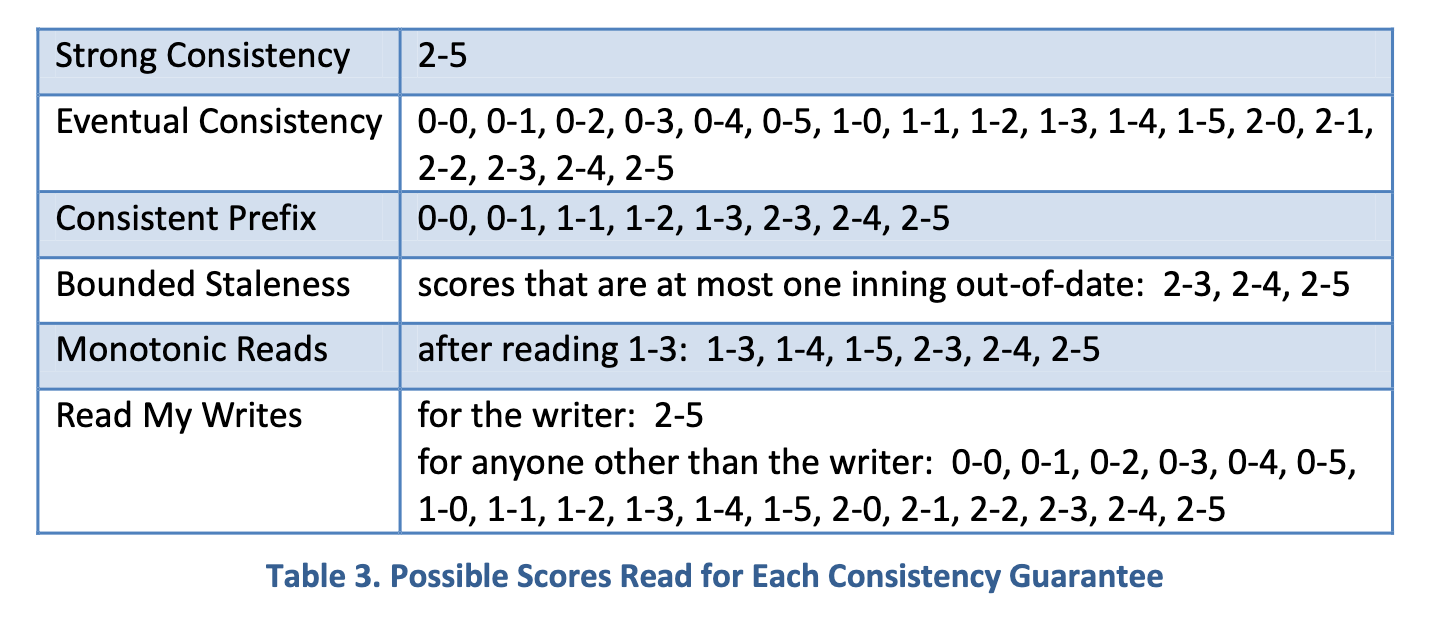 Strong Consistency 2-5
Eventual Consistency 0-0, 0-1, 0-2, 0-3, 0-4, 0-5, 1-0, 1-1, 1-2, 1-3, 1-4, 1-5, 2-0, 2-1,
2-2, 2-3, 2-4, 2-5
Consistent Prefix 0-0, 0-1, 1-1, 1-2, 1-3, 2-3, 2-4, 2-5
Bounded Staleness scores that are at most one inning out-of-date: 2-3, 2-4, 2-5
Monotonic Reads after reading 1-3: 1-3, 1-4, 1-5, 2-3, 2-4, 2-5
Read My Writes for the writer: 2-5
for anyone other than the writer: 0-0, 0-1, 0-2, 0-3, 0-4, 0-5,
1-0, 1-1, 1-2, 1-3, 1-4, 1-5, 2-0, 2-1, 2-2, 2-3, 2-4, 2-5
Table 3. Possible Scores Read for Each Consistency Guarantee